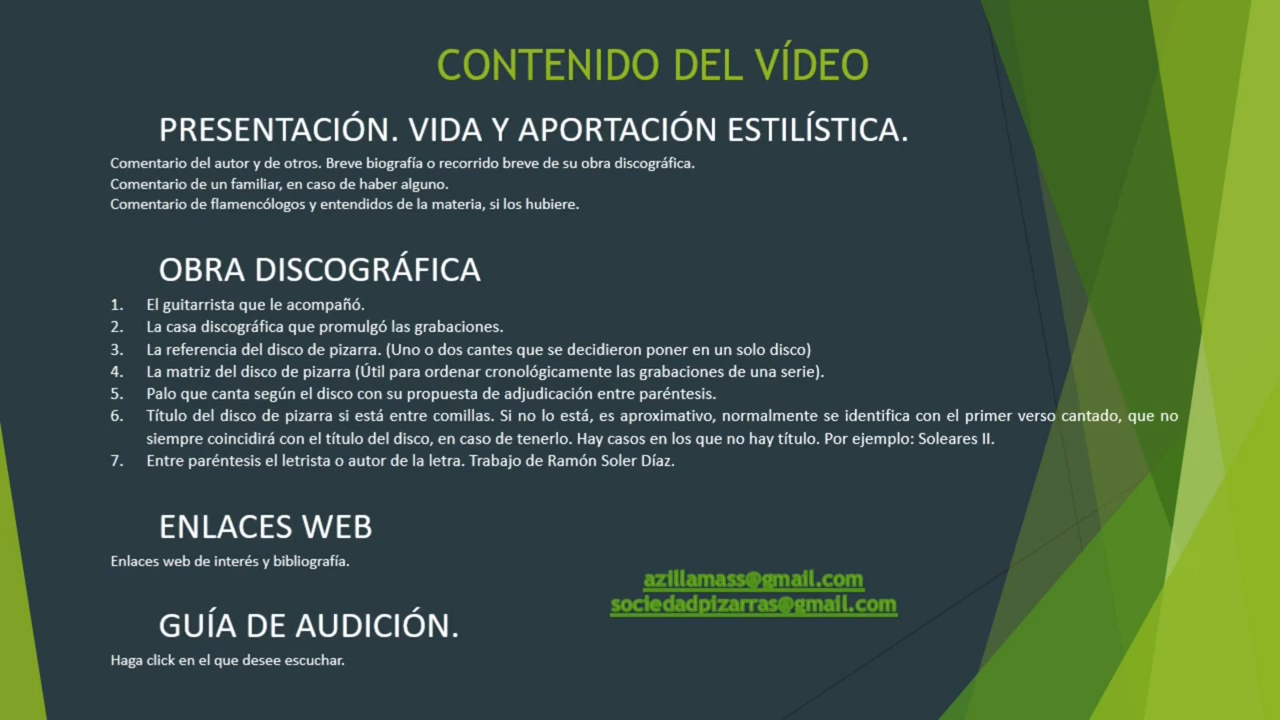 CONTENIDO DEL VÍDEO
PRESENTACIÓN. VIDA Y APORTACIÓN ESTILÍSTICA.
Comentario del autor y de otros. Breve biografía o recorrido breve de su obra discográfica.
Comentario de un familiar, en caso de haber alguno.
Comentario de flamencólogos y entendidos de la materia, si los hubiere.
OBRA DISCOGRÁFICA
1. El guitarrista que le acompañó.
2. La casa discográfica que promulgó las grabaciones.
3. La referencia del disco de pizarra. (Uno o dos cantes que se decidieron poner en un solo disco)
4. La matriz del disco de pizarra (Útil para ordenar cronológicamente las grabaciones de una serie).
5. Palo que canta según el disco con su propuesta de adjudicación entre paréntesis.
6. Título del disco de pizarra si está entre comillas. Si no lo está, es aproximativo, normalmente se identifica con el primer verso cantado, que no
siempre coincidirá con el título del disco, en caso de tenerlo. Hay casos en los que no hay título. Por ejemplo: Soleares II.
7. Entre paréntesis el letrista o autor de la letra. Trabajo de Ramón Soler Díaz.
ENLACES WEB
Enlaces web de interés y bibliografía.
azillamass@gmail.com
sociedadpizarras@gmail.com
GUÍA DE AUDICIÓN.
Haga click en el que desee escuchar.